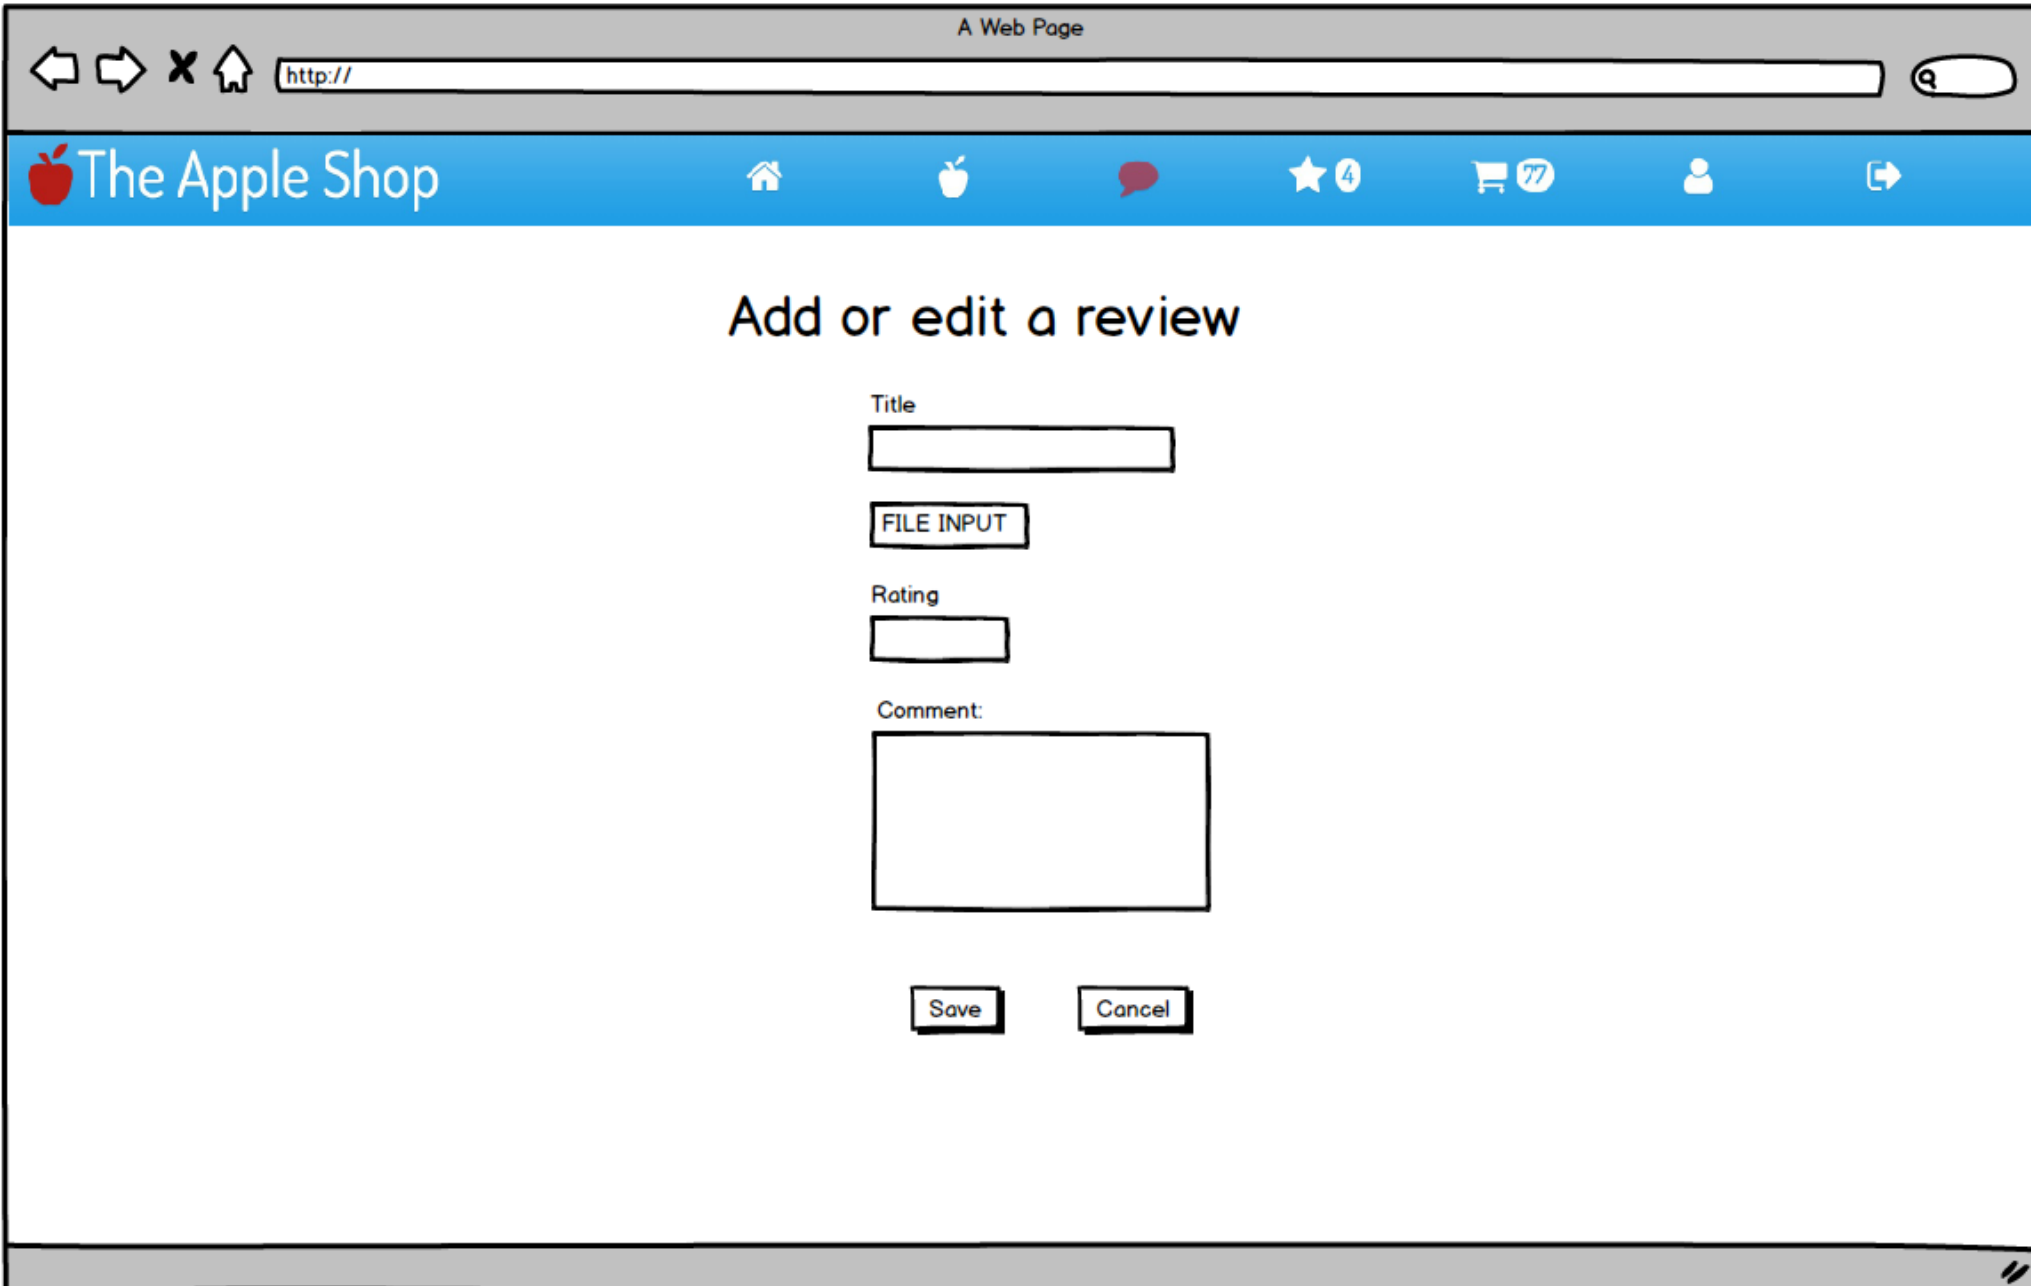 A Web Page
http://
The Apple Shop
4
77
Add or edit a review
Title
FILE INPUT
Rating
Comment:
Save
Cancel